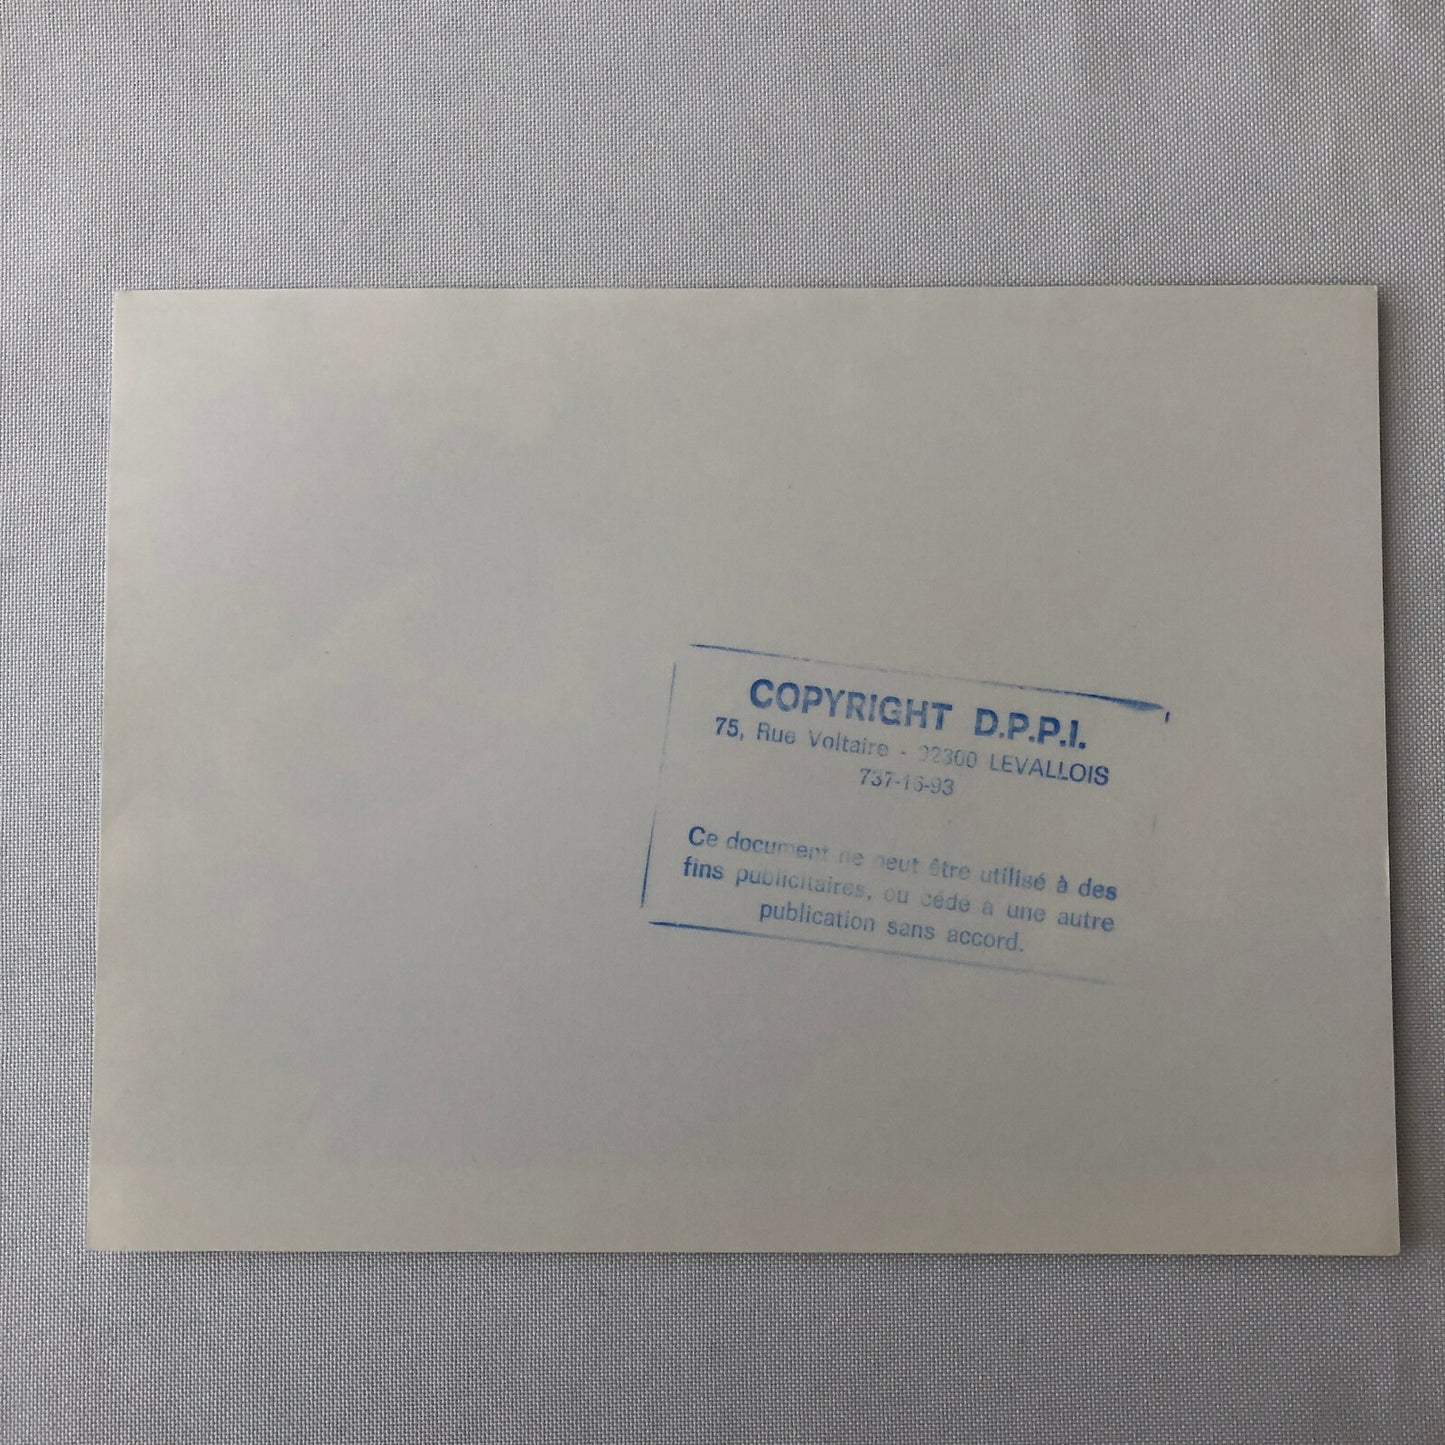 COPYRIGHT D.P.P.I.
75, Rue Voltaire - 92300 LEVALLOIS
737-16-93
Ce document ne peut être utilisé à des
fins publicitaires, ou cédé à une autre
publication sans accord.